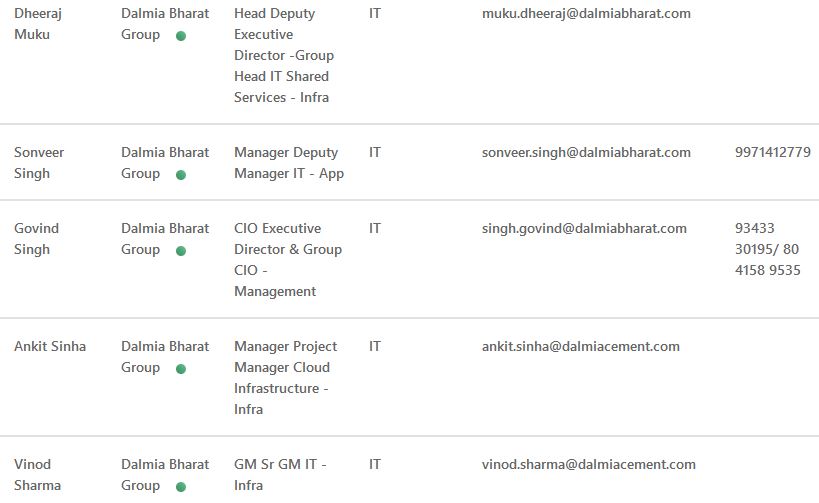 Dheeraj Dalmia Bharat Head Deputy IT muku.dheeraj@dalmiabharat.com
Muku Group Executive
Director -Group
Head IT Shared
Services - Infra
Sonveer Dalmia Bharat Manager Deputy IT sonveer.singh@dalmiabharat.com 9971412779
Singh Group Manager IT - App
Govind Dalmia Bharat CIO Executive IT singh.govind@dalmiabharat.com 93433
Singh Group Director & Group 30195/ 80
CIO - 4158 9535
Management
Ankit Sinha Dalmia Bharat Manager Project IT ankit.sinha@dalmiacement.com
Group Manager Cloud
Infrastructure -
Infra
Vinod Dalmia Bharat GM Sr GM IT - IT vinod.sharma@dalmiacement.com
Sharma Group Infra